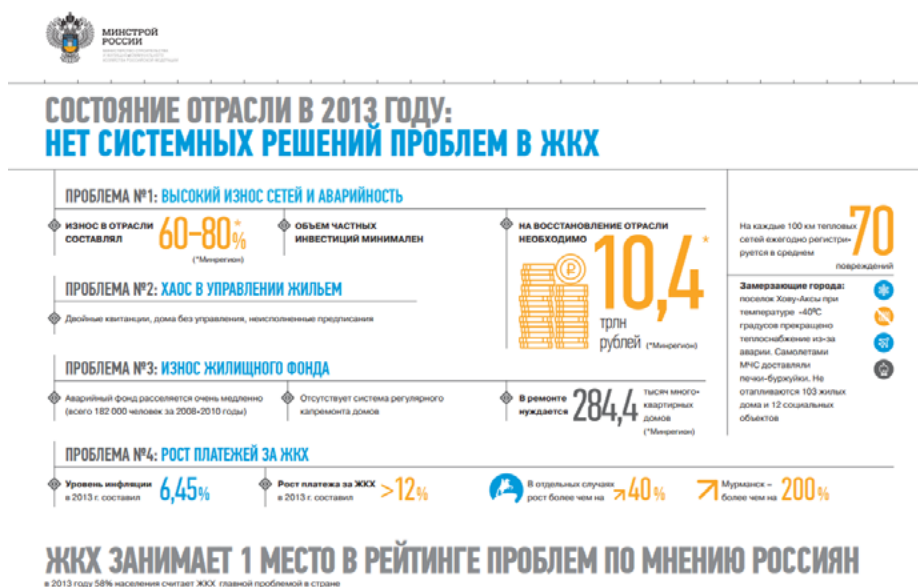 МИНСТРОЙ
РОССИИ
СОСТОЯНИЕ ОТРАСЛИ В 2013 ГОДУ:
НЕТ СИСТЕМНЫХ РЕШЕНИЙ ПРОБЛЕМ В ЖКХ
ПРОБЛЕМА №1: ВЫСОКИЙ ИЗНОС СЕТЕЙ И АВАРИЙНОСТЬ
ИЗНОС В ОТРАСЛИ
СОСТАВЛЯЛ
60–80%*
(*Минрегион)
ОБЪЕМ ЧАСТНЫХ
ИНВЕСТИЦИЙ МИНИМАЛЕН
НА ВОССТАНОВЛЕНИЕ ОТРАСЛИ
НЕОБХОДИМО
10,4*
трлн
рублей (*Минрегион)
ПРОБЛЕМА №2: ХАОС В УПРАВЛЕНИИ ЖИЛЬЕМ
Двойные квитанции, дома без управления, неисполненные предписания
ПРОБЛЕМА №3: ИЗНОС ЖИЛИЩНОГО ФОНДА
Аварийный фонд расселяется очень медленно
(всего 182 000 человек за 2008-2010 годы)
Отсутствует система регулярного
капремонта домов
В ремонте
нуждается
284,4
тысяч много-
квартирных
домов
(*Минрегион)
На каждые 100 км тепловых
сетей ежегодно регистри-
руется в среднем
70
повреждений
Замерзающие города:
поселок Хову-Аксы при
температуре -40ºС
градусов прекращено
теплоснабжение из-за
аварии. Самолетами
МЧС доставляли
печки-буржуйки. Не
отапливаются 103 жилых
дома и 12 социальных
объектов
ПРОБЛЕМА №4: РОСТ ПЛАТЕЖЕЙ ЗА ЖКХ
Уровень инфляции
в 2013 г. составил
6,45%
Рост платежа за ЖКХ
в 2013 г. составил
>12%
В отдельных случаях
рост более чем на
40%
Мурманск –
более чем на
200%
ЖКХ ЗАНИМАЕТ 1 МЕСТО В РЕЙТИНГЕ ПРОБЛЕМ ПО МНЕНИЮ РОССИЯН
в 2013 году 58% населения считает ЖКХ главной проблемой в стране